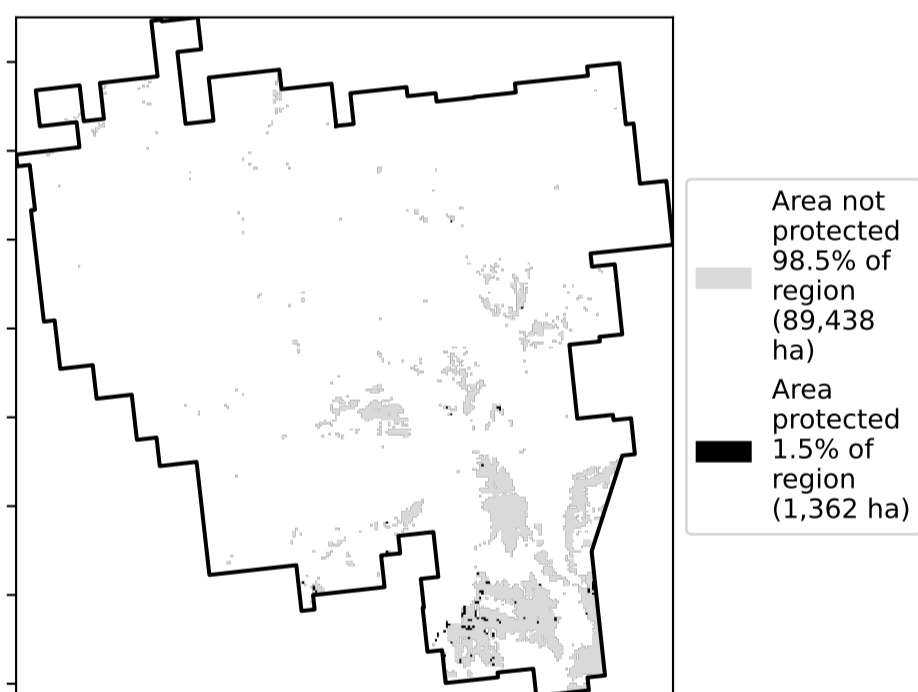 Area not
protected
98.5% of
region
(89,438
ha)
Area
protected
1.5% of
region
(1,362 ha)